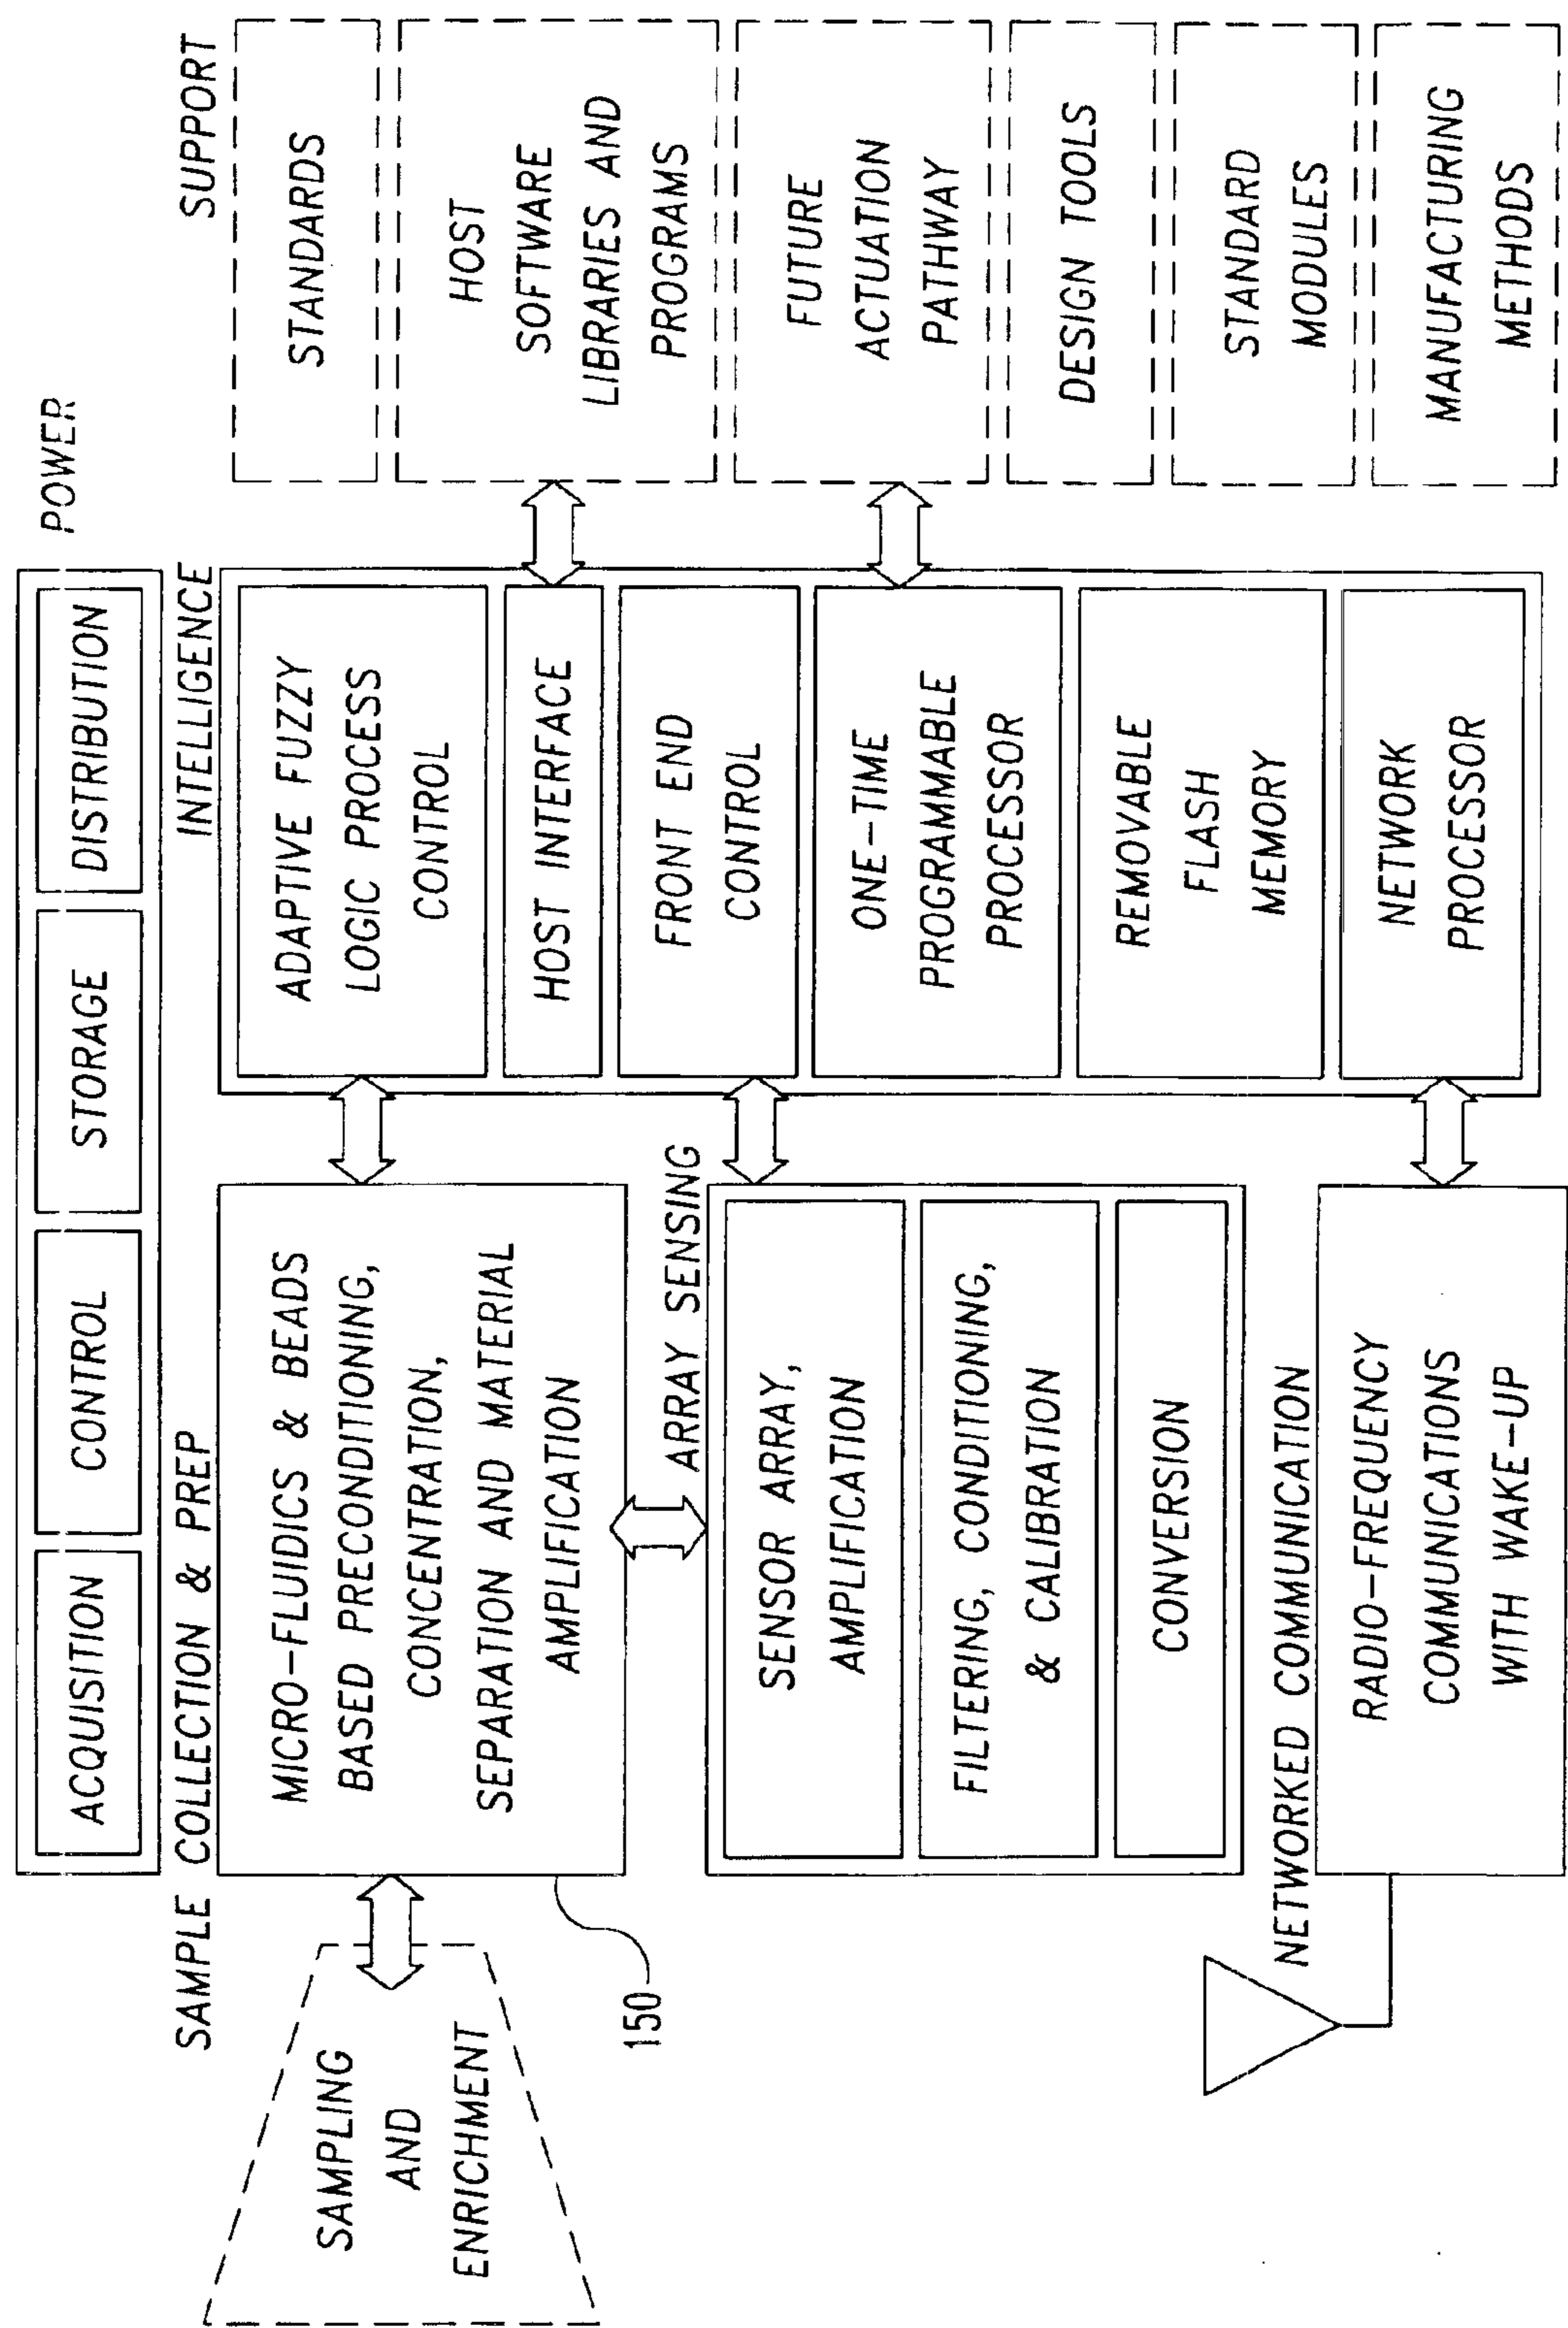 POWER
ACQUISITION
CONTROL
STORAGE
DISTRIBUTION
SAMPLE COLLECTION & PREP
SAMPLING
AND
ENRICHMENT
MICRO-FLUIDICS & BEADS
BASED PRECONDITIONING,
CONCENTRATION,
SEPARATION AND MATERIAL
AMPLIFICATION
150
ARRAY SENSING
SENSOR ARRAY,
AMPLIFICATION
FILTERING, CONDITIONING,
& CALIBRATION
CONVERSION
NETWORKED COMMUNICATION
RADIO-FREQUENCY
COMMUNICATIONS
WITH WAKE-UP
INTELLIGENCE
ADAPTIVE FUZZY
LOGIC PROCESS
CONTROL
HOST INTERFACE
FRONT END
CONTROL
ONE-TIME
PROGRAMMABLE
PROCESSOR
REMOVABLE
FLASH
MEMORY
NETWORK
PROCESSOR
SUPPORT
STANDARDS
HOST
SOFTWARE
LIBRARIES AND
PROGRAMS
FUTURE
ACTUATION
PATHWAY
DESIGN TOOLS
STANDARD
MODULES
MANUFACTURING
METHODS